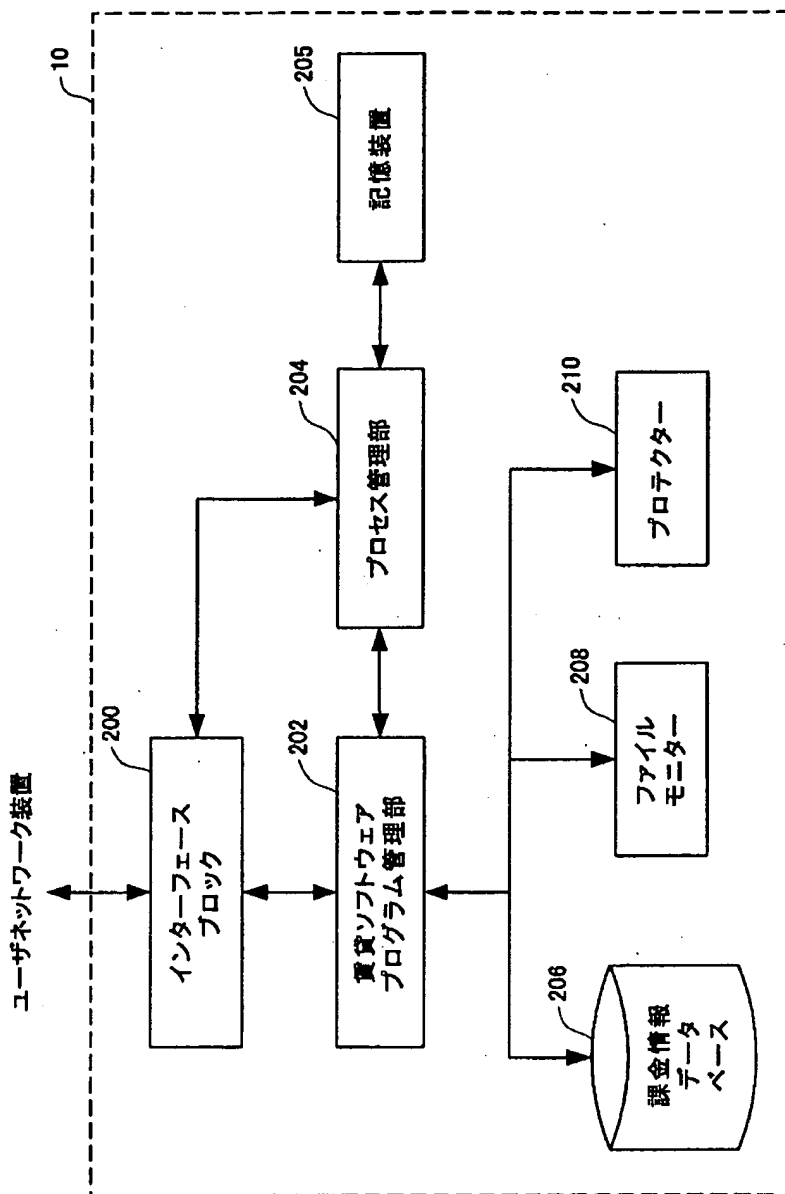 ユーザネットワーク装置
10
200
インターフェース
ブロック
202
賃貸ソフトウェア
プログラム管理部
204
プロセス管理部
205
記憶装置
206
課金情報
データ
ベース
208
ファイル
モニター
210
プロテクター